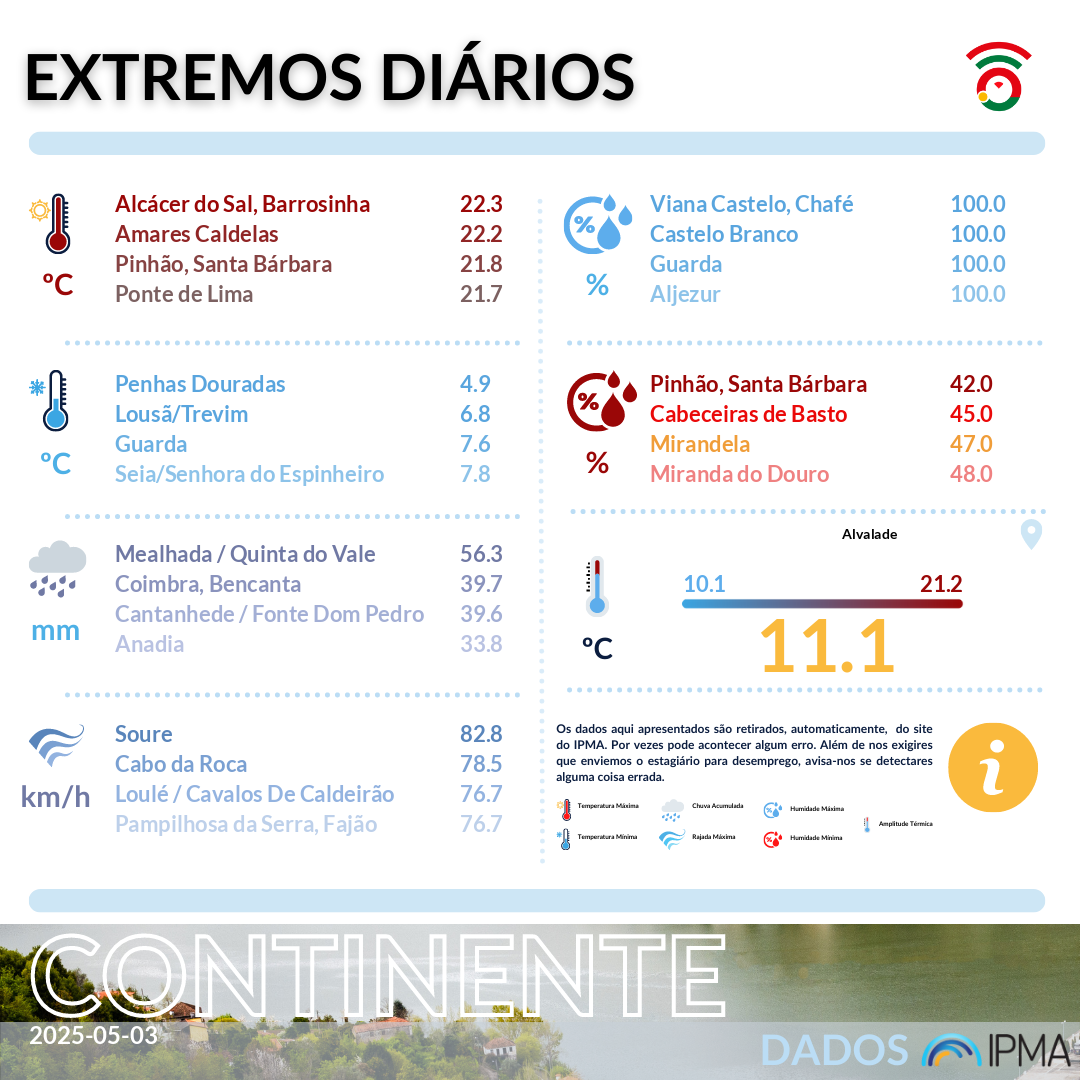 EXTREMOS DIÁRIOS
Alcácer do Sal, Barrosinha 22.3
Amares Caldelas 22.2
Pinhão, Santa Bárbara 21.8
Ponte de Lima 21.7
ºC
Penhas Douradas 4.9
Lousã/Trevim 6.8
Guarda 7.6
Seia/Senhora do Espinheiro 7.8
ºC
Mealhada / Quinta do Vale 56.3
Coimbra, Bencanta 39.7
Cantanhede / Fonte Dom Pedro 39.6
Anadia 33.8
mm
Soure 82.8
Cabo da Roca 78.5
Loulé / Cavalos De Caldeirão 76.7
Pampilhosa da Serra, Fajão 76.7
km/h
%
Viana Castelo, Chafé 100.0
Castelo Branco 100.0
Guarda 100.0
Aljezur 100.0
%
%
Pinhão, Santa Bárbara 42.0
Cabeceiras de Basto 45.0
Mirandela 47.0
Miranda do Douro 48.0
%
Alvalade
10.1 21.2
11.1
ºC
Os dados aqui apresentados são retirados, automaticamente, do site
do IPMA. Por vezes pode acontecer algum erro. Além de nos exigires
que enviemos o estagiário para desemprego, avisa-nos se detectares
alguma coisa errada.
i
Temperatura Máxima
Chuva Acumulada
% Humidade Máxima
Amplitude Térmica
Temperatura Mínima
Rajada Máxima
% Humidade Mínima
CONTINENTE
2025-05-03
DADOS IPMA